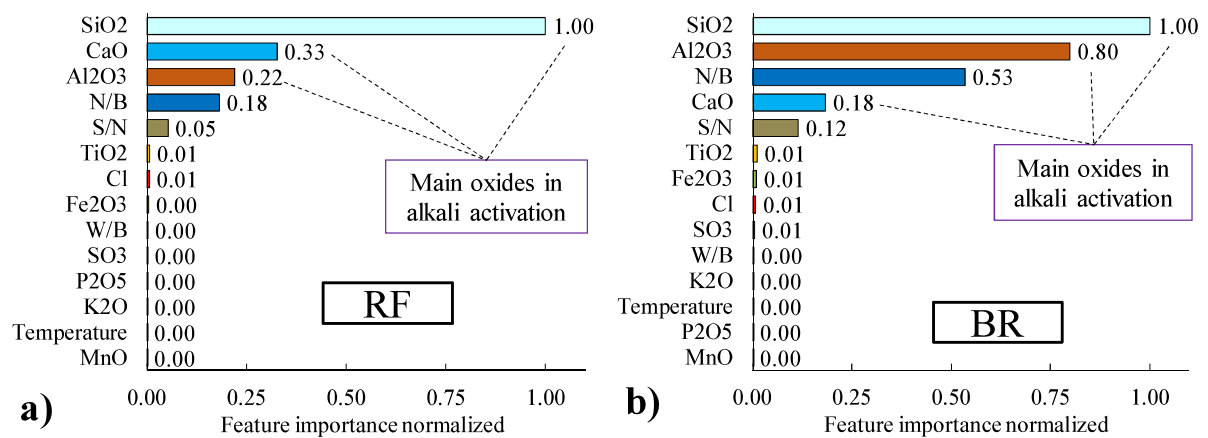 SiO2 1.00
CaO 0.33
Al2O3 0.22
N/B 0.18
S/N 0.05
TiO2 0.01
Cl 0.01
Fe2O3 0.00
W/B 0.00
SO3 0.00
P2O5 0.00
K2O 0.00
Temperature 0.00
MnO 0.00
Main oxides in
alkali activation
RF
0.00 0.25 0.50 0.75 1.00
Feature importance normalized
a)
SiO2 1.00
Al2O3 0.80
N/B 0.53
CaO 0.18
S/N 0.12
TiO2 0.01
Fe2O3 0.01
Cl 0.01
SO3 0.01
W/B 0.00
K2O 0.00
Temperature 0.00
P2O5 0.00
MnO 0.00
Main oxides in
alkali activation
BR
0.00 0.25 0.50 0.75 1.00
Feature importance normalized
b)